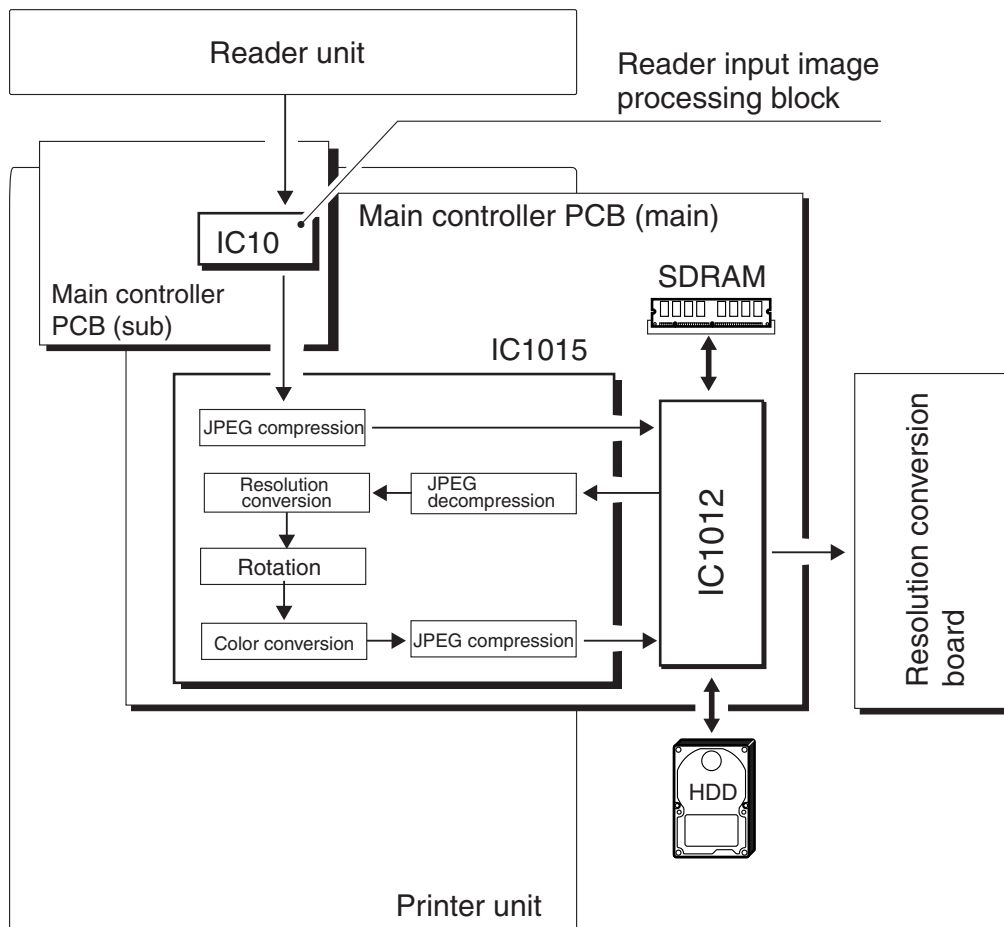 Reader unit
Reader input image
processing block
Main controller PCB (main)
IC10
Main controller
PCB (sub)
SDRAM
IC1015
JPEG compression
Resolution
conversion
JPEG
decompression
Rotation
Color conversion
JPEG compression
IC1012
Resolution conversion
board
HDD
Printer unit